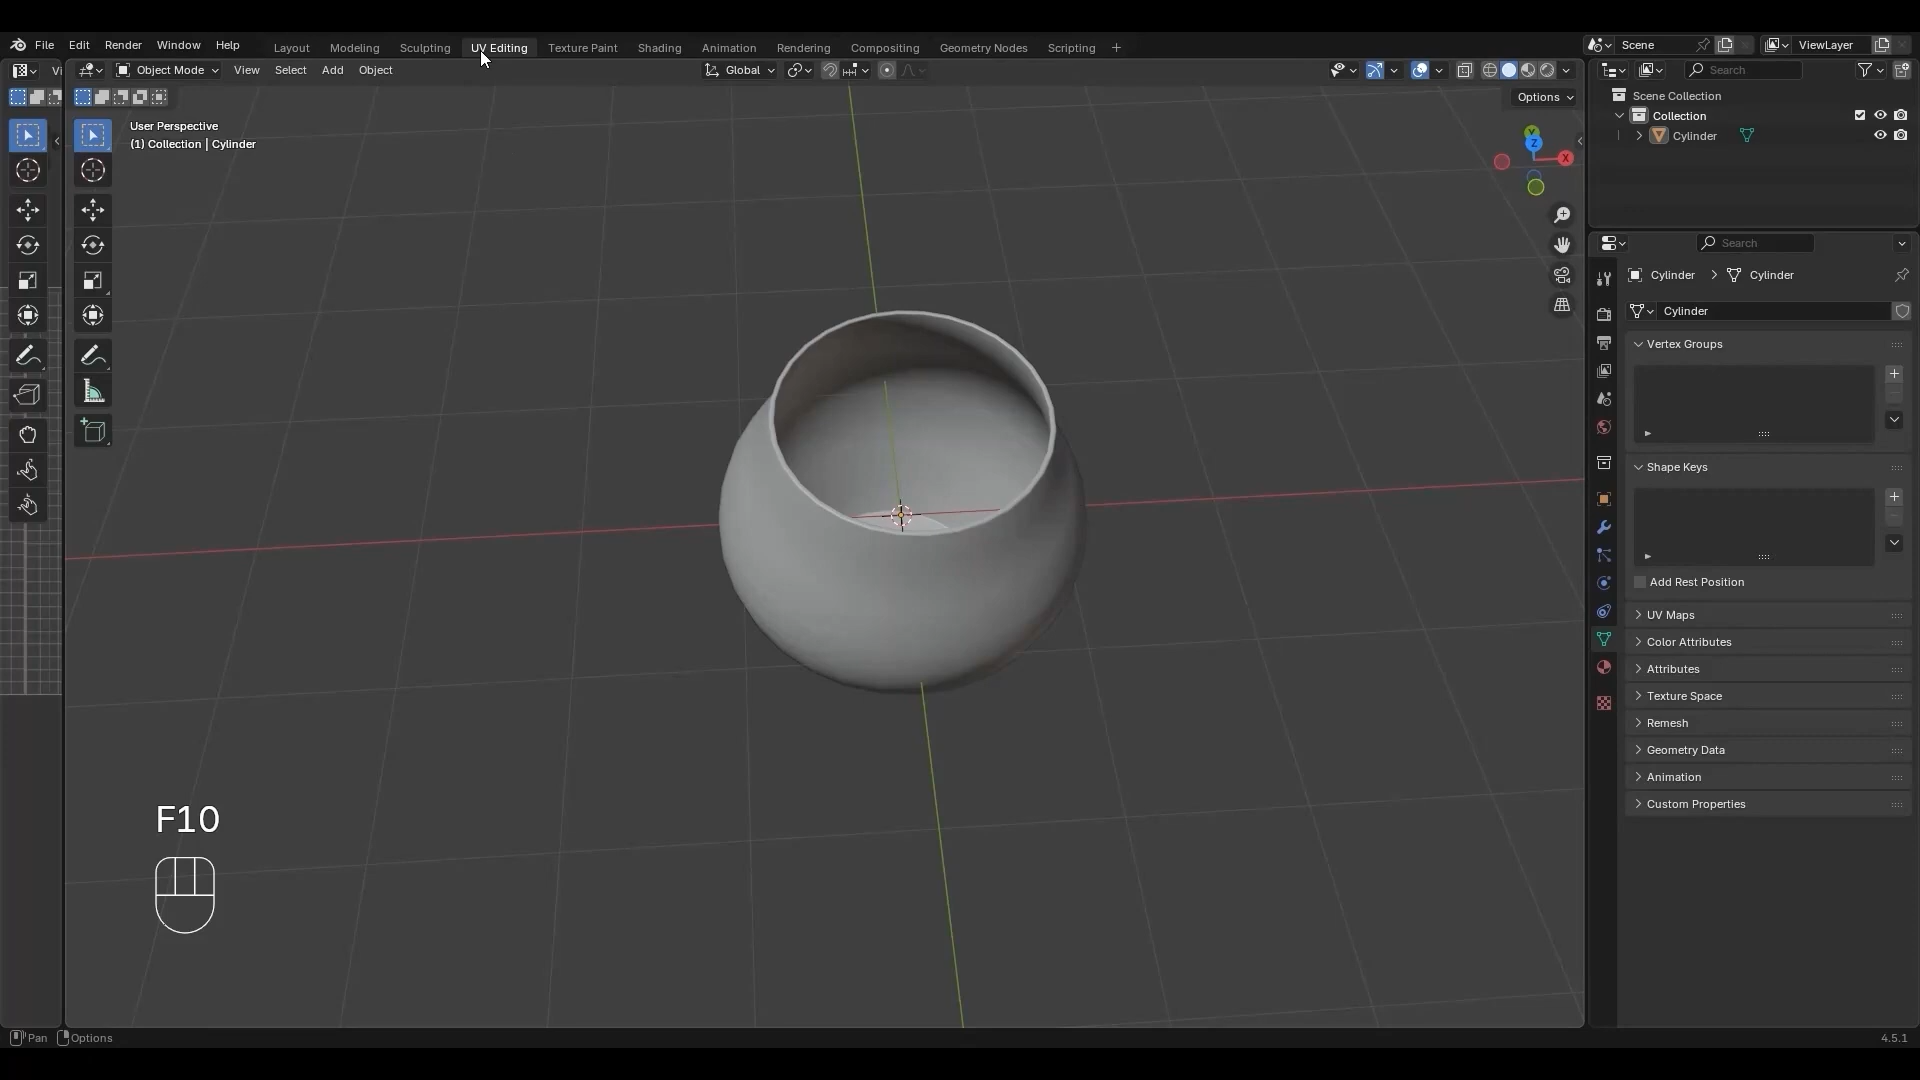 File Edit Render Window Help Layout Modeling Sculpting UV Editing Texture Paint Shading Animation Rendering Compositing Geometry Nodes Scripting + Scene ViewLayer
Vi Object Mode View Select Add Object Global Search
Options
User Perspective
(1) Collection | Cylinder
Scene Collection
Collection
Cylinder
Y
Z
X
Search
Cylinder > Cylinder
Cylinder
Vertex Groups
Shape Keys
Add Rest Position
UV Maps
Color Attributes
Attributes
Texture Space
Remesh
Geometry Data
Animation
Custom Properties
F10
Pan Options 4.5.1